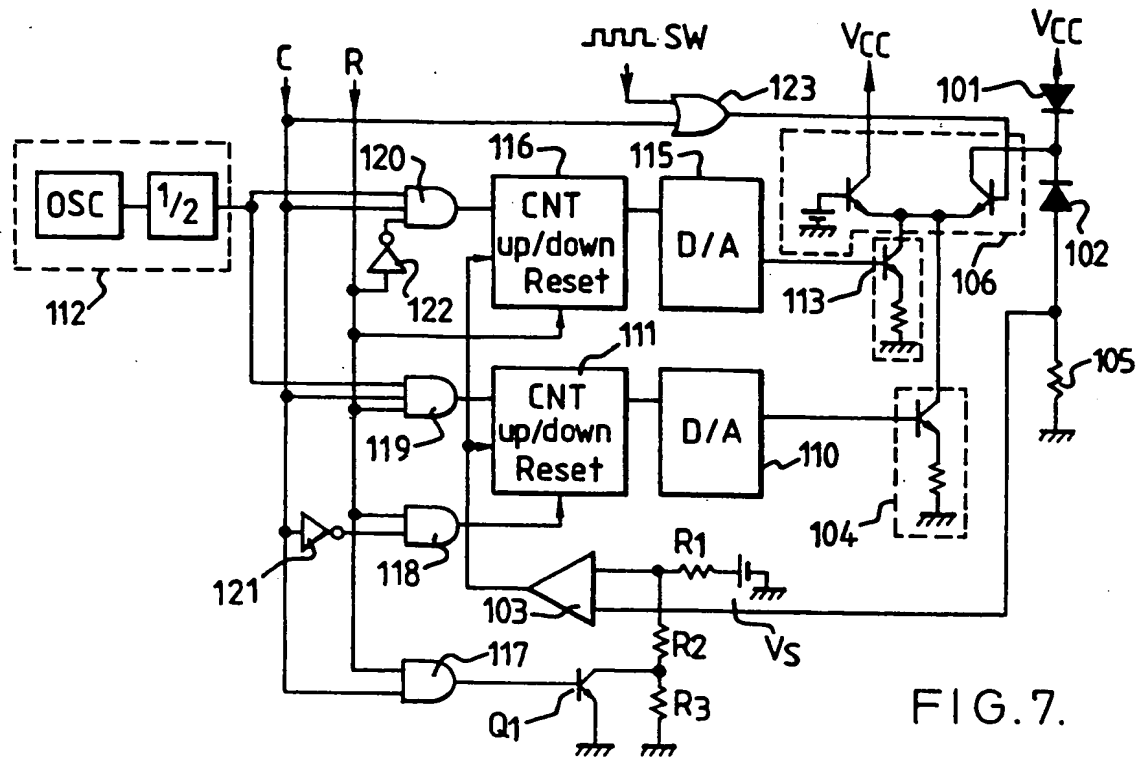 SW
VCC
VCC
C
R
101
123
120
116
115
OSC
1/2
CNT
up/down
Reset
D/A
102
112
122
113
106
111
105
CNT
up/down
Reset
D/A
119
110
104
121
118
R1
103
VS
R2
117
Q1
R3
FIG.7.